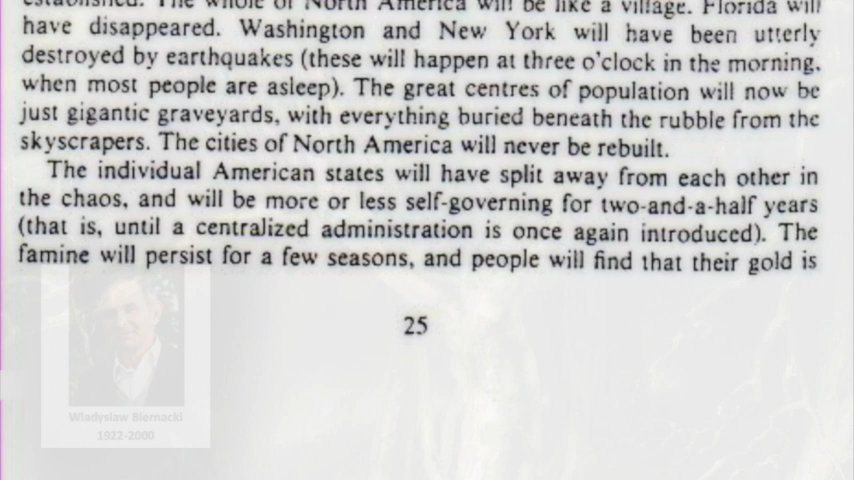 established. The whole of North America will be like a village. Florida will
have disappeared. Washington and New York will have been utterly
destroyed by earthquakes (these will happen at three o'clock in the morning,
when most people are asleep). The great centres of population will now be
just gigantic graveyards, with everything buried beneath the rubble from the
skyscrapers. The cities of North America will never be rebuilt.
The individual American states will have split away from each other in
the chaos, and will be more or less self-governing for two-and-a-half years
(that is, until a centralized administration is once again introduced). The
famine will persist for a few seasons, and people will find that their gold is
25
Wladyslaw Biernacki
1922-2000